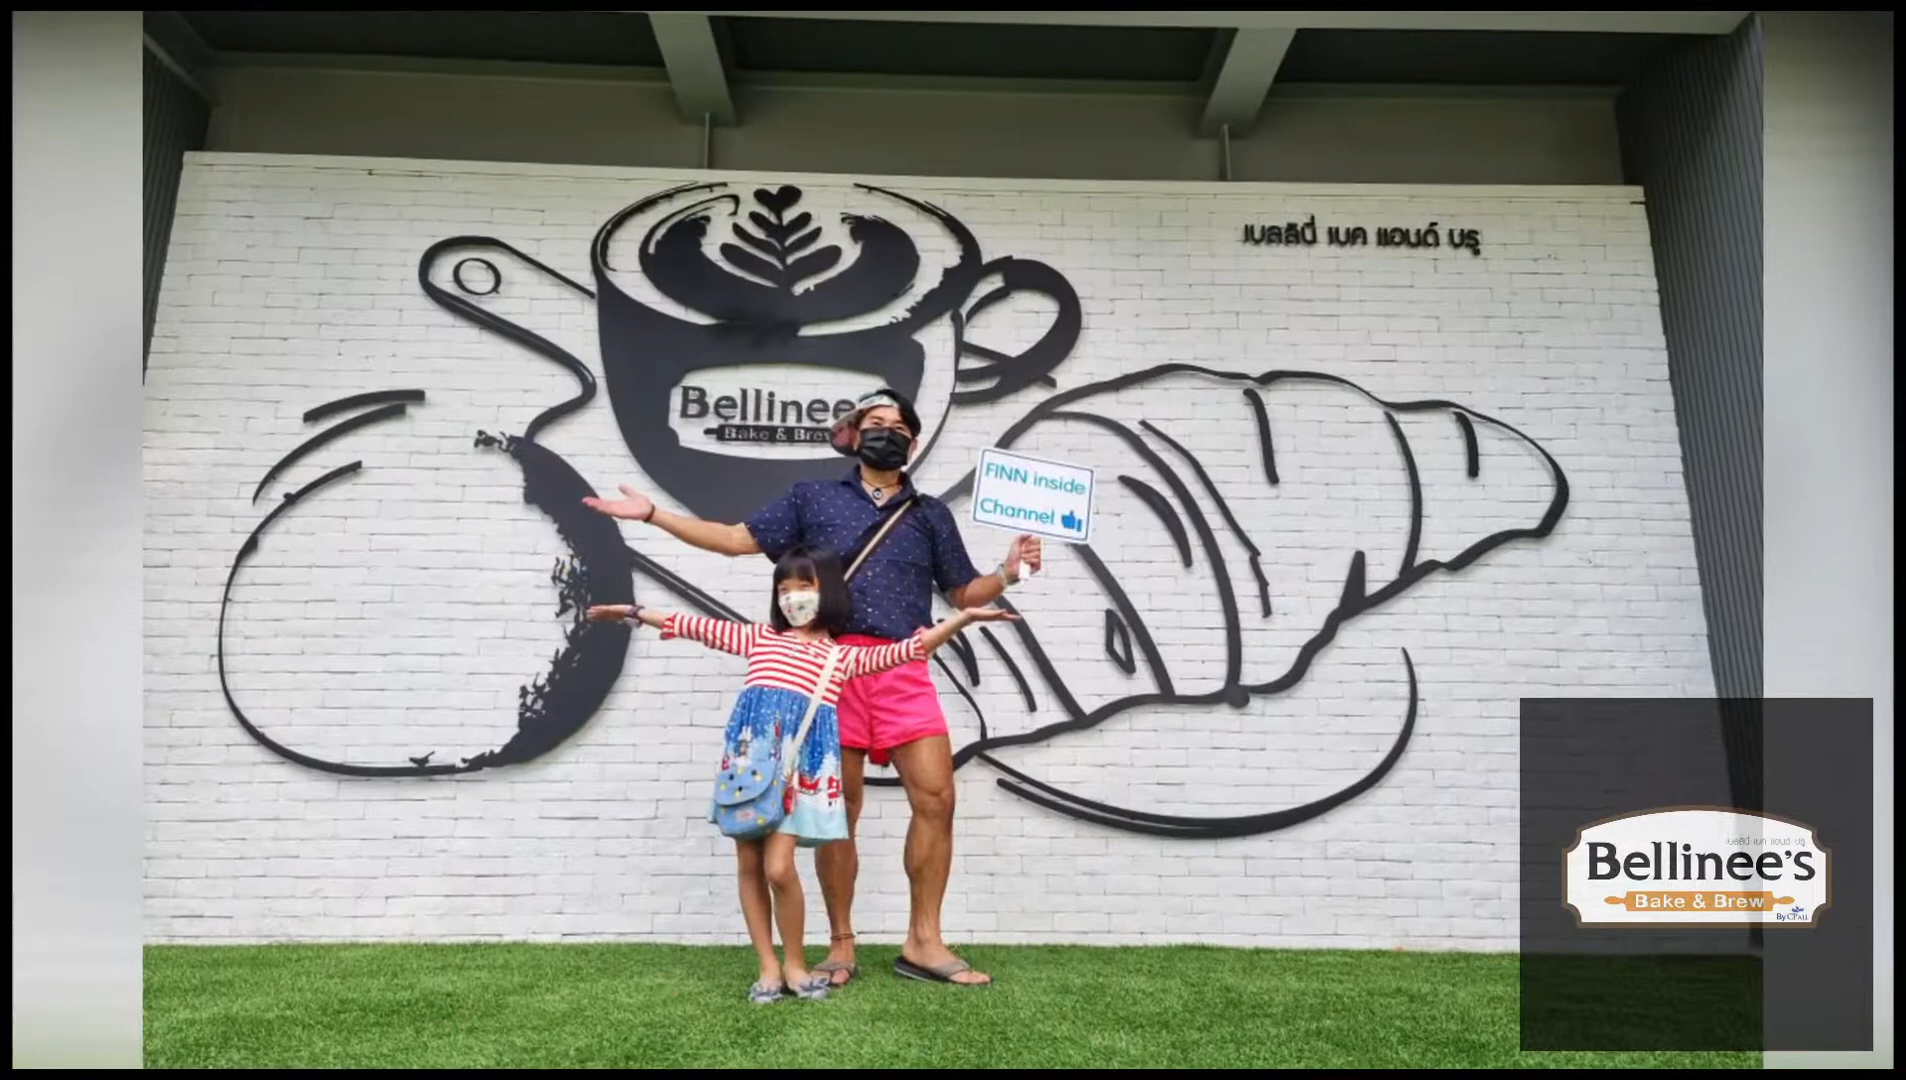 เบลลินี่ เบค แอนด์ บรู
Bellinee
Bake & Brew
FINN inside
Channel
เบลลินี่ เบค แอนด์ บรู
Bellinee's
Bake & Brew
By CPALL